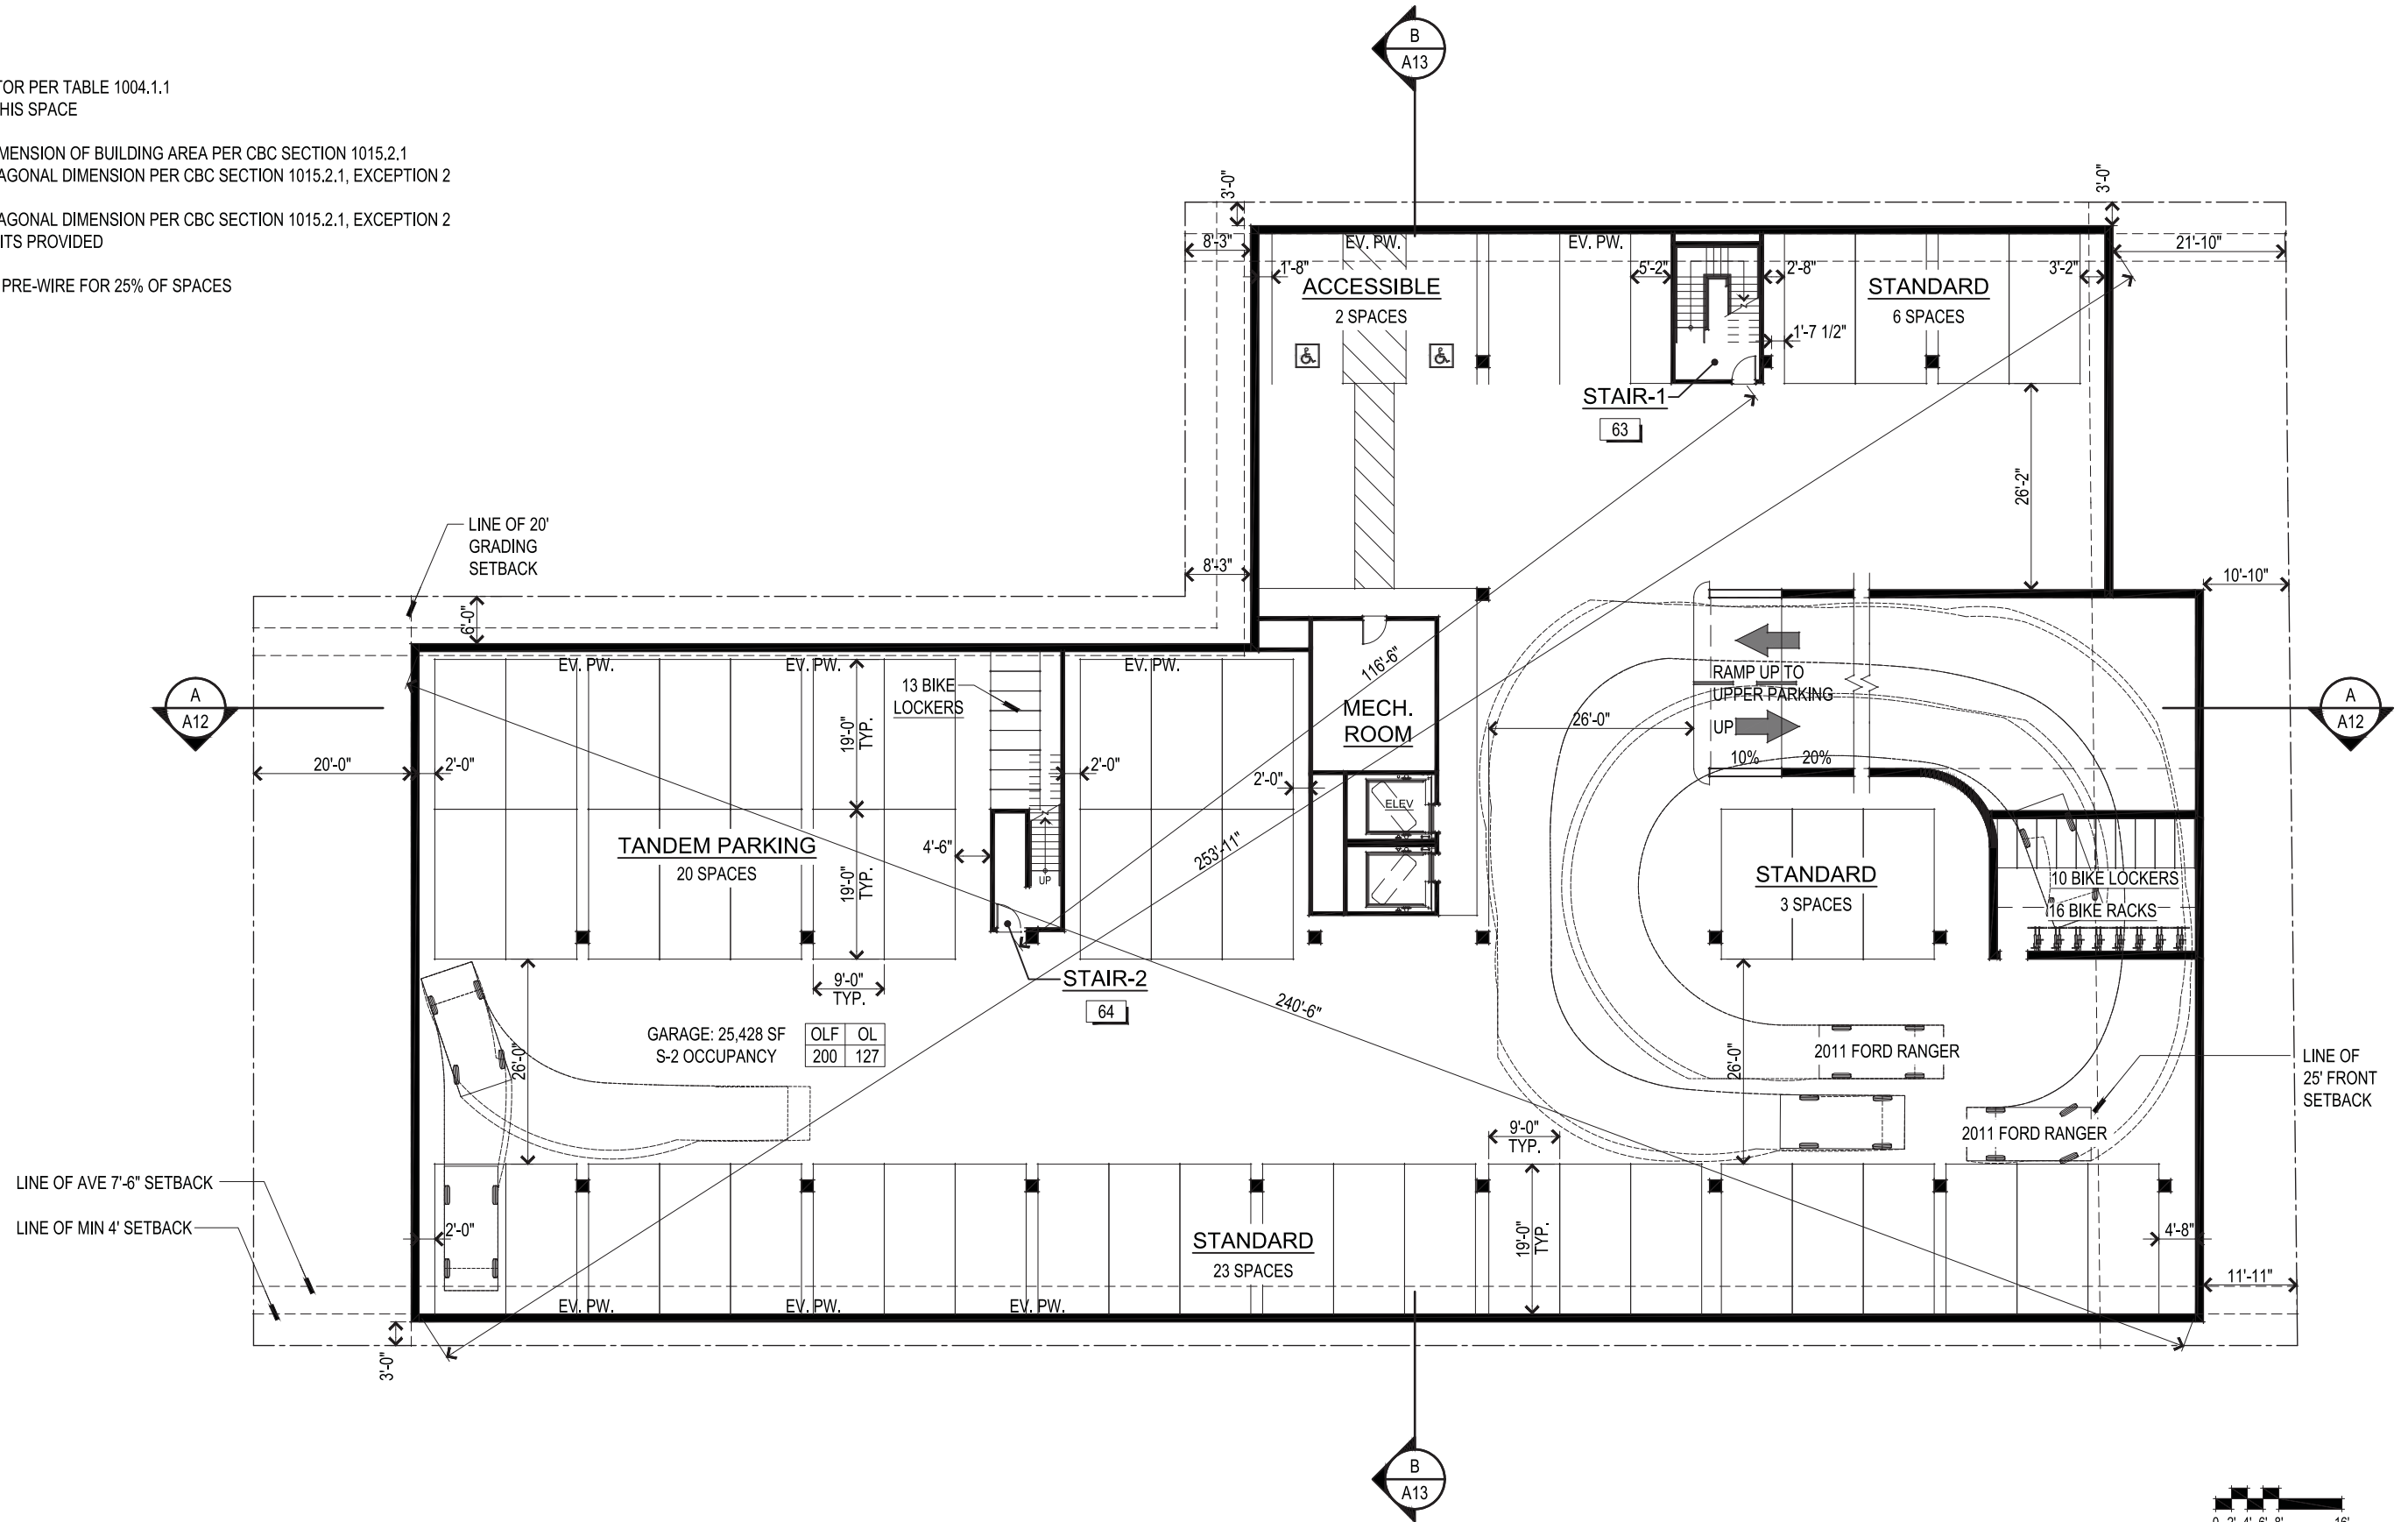 TOR PER TABLE 1004.1.1
HIS SPACE
MENSION OF BUILDING AREA PER CBC SECTION 1015.2.1
AGONAL DIMENSION PER CBC SECTION 1015.2.1, EXCEPTION 2
AGONAL DIMENSION PER CBC SECTION 1015.2.1, EXCEPTION 2
ITS PROVIDED
PRE-WIRE FOR 25% OF SPACES
B
A13
3'-0"
3'-0"
8'-3"
EV. PW.
EV. PW.
21'-10"
1'-8"
5'-2"
2'-8"
3'-2"
ACCESSIBLE
2 SPACES
STANDARD
6 SPACES
1'-7 1/2"
STAIR-1
63
26'-2"
LINE OF 20'
GRADING
SETBACK
8'-3"
10'-10"
6'-0"
EV. PW.
EV. PW.
EV. PW.
13 BIKE
LOCKERS
116'-6"
RAMP UP TO
UPPER PARKING
A
A12
19'-0"
TYP.
MECH.
ROOM
26'-0"
UP
A
A12
20'-0"
2'-0"
2'-0"
2'-0"
10%
20%
ELEV
TANDEM PARKING
20 SPACES
4'-6"
19'-0"
TYP.
UP
253'-11"
STANDARD
3 SPACES
10 BIKE LOCKERS
16 BIKE RACKS
9'-0"
TYP.
STAIR-2
64
240'-6"
GARAGE: 25,428 SF
S-2 OCCUPANCY
OLF OL
200 127
26'-0"
26'-0"
2011 FORD RANGER
LINE OF
25' FRONT
SETBACK
9'-0"
TYP.
2011 FORD RANGER
LINE OF AVE 7'-6" SETBACK
LINE OF MIN 4' SETBACK
2'-0"
STANDARD
23 SPACES
19'-0"
TYP.
4'-8"
11'-11"
EV. PW.
EV. PW.
EV. PW.
3'-0"
B
A13
0 2' 4' 6' 8' 16'